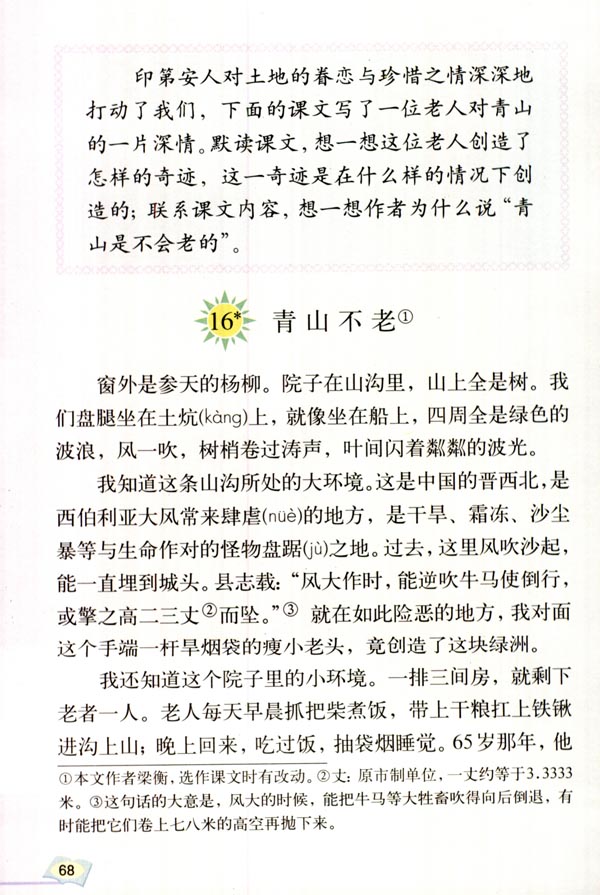 印第安人对土地的眷恋与珍惜之情深深地
打动了我们，下面的课文写了一位老人对青山
的一片深情。默读课文，想一想这位老人创造了
怎样的奇迹，这一奇迹是在什么样的情况下创
造的；联系课文内容，想一想作者为什么说“青
山是不会老的”。
16* 青山不老①
窗外是参天的杨柳。院子在山沟里，山上全是树。我
们盘腿坐在土炕(kàng)上，就像坐在船上，四周全是绿色的
波浪，风一吹，树梢卷过涛声，叶间闪着粼粼的波光。
我知道这条山沟所处的大环境。这是中国的晋西北，是
西伯利亚大风常来肆虐(nüè)的地方，是干旱、霜冻、沙尘
暴等与生命作对的怪物盘踞(jù)之地。过去，这里风吹沙起，
能一直埋到城头。县志载：“风大作时，能逆吹牛马使倒行，
或擎之高二三丈②而坠。”③ 就在如此险恶的地方，我对面
这个手端一杆旱烟袋的瘦小老头，竟创造了这块绿洲。
我还知道这个院子里的小环境。一排三间房，就剩下
老者一人。老人每天早晨抓把柴煮饭，带上干粮扛上铁锹
进沟上山；晚上回来，吃过饭，抽袋烟睡觉。65岁那年，他
①本文作者梁衡，选作课文时有改动。②丈：原市制单位，一丈约等于3.3333
米。③这句话的大意是，风大的时候，能把牛马等大牲畜吹得向后倒退，有
时能把它们卷上七八米的高空再抛下来。
68